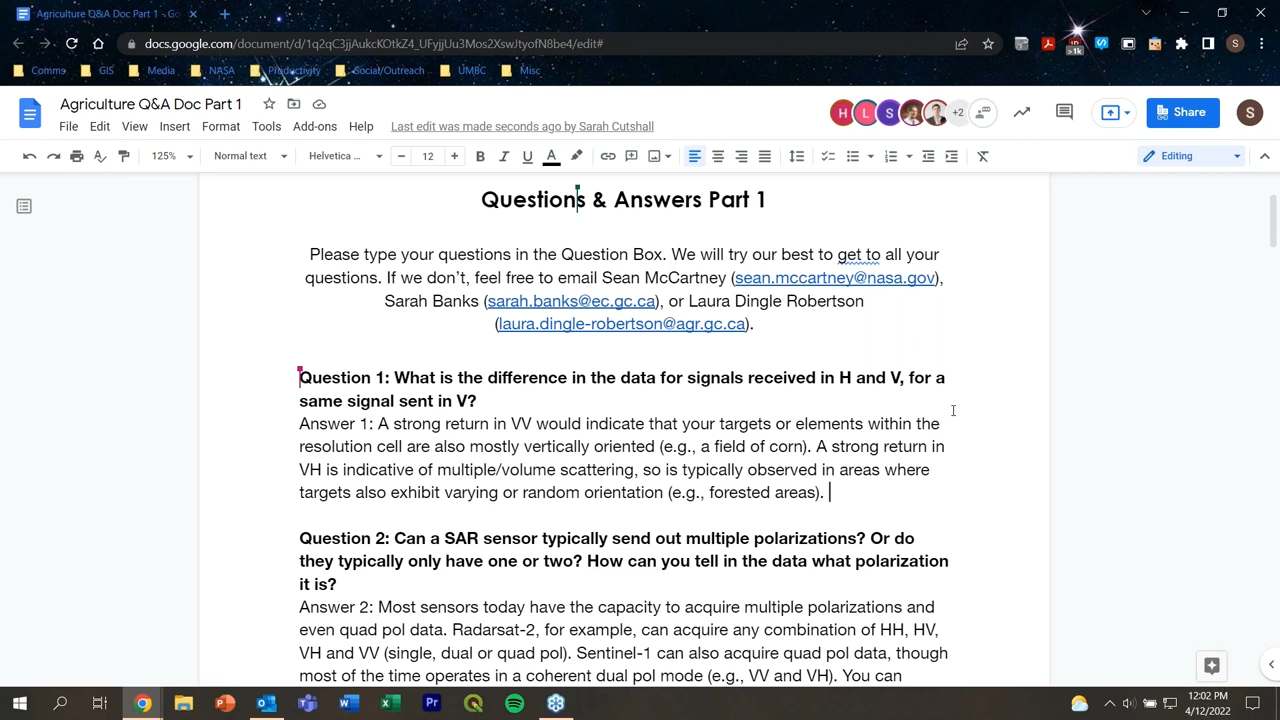 Agriculture Q&A Doc Part 1 - Go
docs.google.com/document/d/1q2qC3jjAukcKOtkZ4_UFyjjUu3Mos2XswJtyofN8be4/edit#
>1k
S
Comms GIS Media NASA Productivity Social/Outreach UMBC Misc
Agriculture Q&A Doc Part 1
H L S +2 Share S
File Edit View Insert Format Tools Add-ons Help Last edit was made seconds ago by Sarah Cutshall
125% Normal text Helvetica ... 12 B I U A Editing
Questions & Answers Part 1
Please type your questions in the Question Box. We will try our best to get to all your
questions. If we don't, feel free to email Sean McCartney (sean.mccartney@nasa.gov),
Sarah Banks (sarah.banks@ec.gc.ca), or Laura Dingle Robertson
(laura.dingle-robertson@agr.gc.ca).
Question 1: What is the difference in the data for signals received in H and V, for a
same signal sent in V?
Answer 1: A strong return in VV would indicate that your targets or elements within the
resolution cell are also mostly vertically oriented (e.g., a field of corn). A strong return in
VH is indicative of multiple/volume scattering, so is typically observed in areas where
targets also exhibit varying or random orientation (e.g., forested areas).
Question 2: Can a SAR sensor typically send out multiple polarizations? Or do
they typically only have one or two? How can you tell in the data what polarization
it is?
Answer 2: Most sensors today have the capacity to acquire multiple polarizations and
even quad pol data. Radarsat-2, for example, can acquire any combination of HH, HV,
VH and VV (single, dual or quad pol). Sentinel-1 can also acquire quad pol data, though
most of the time operates in a coherent dual pol mode (e.g., VV and VH). You can
12:02 PM
4/12/2022